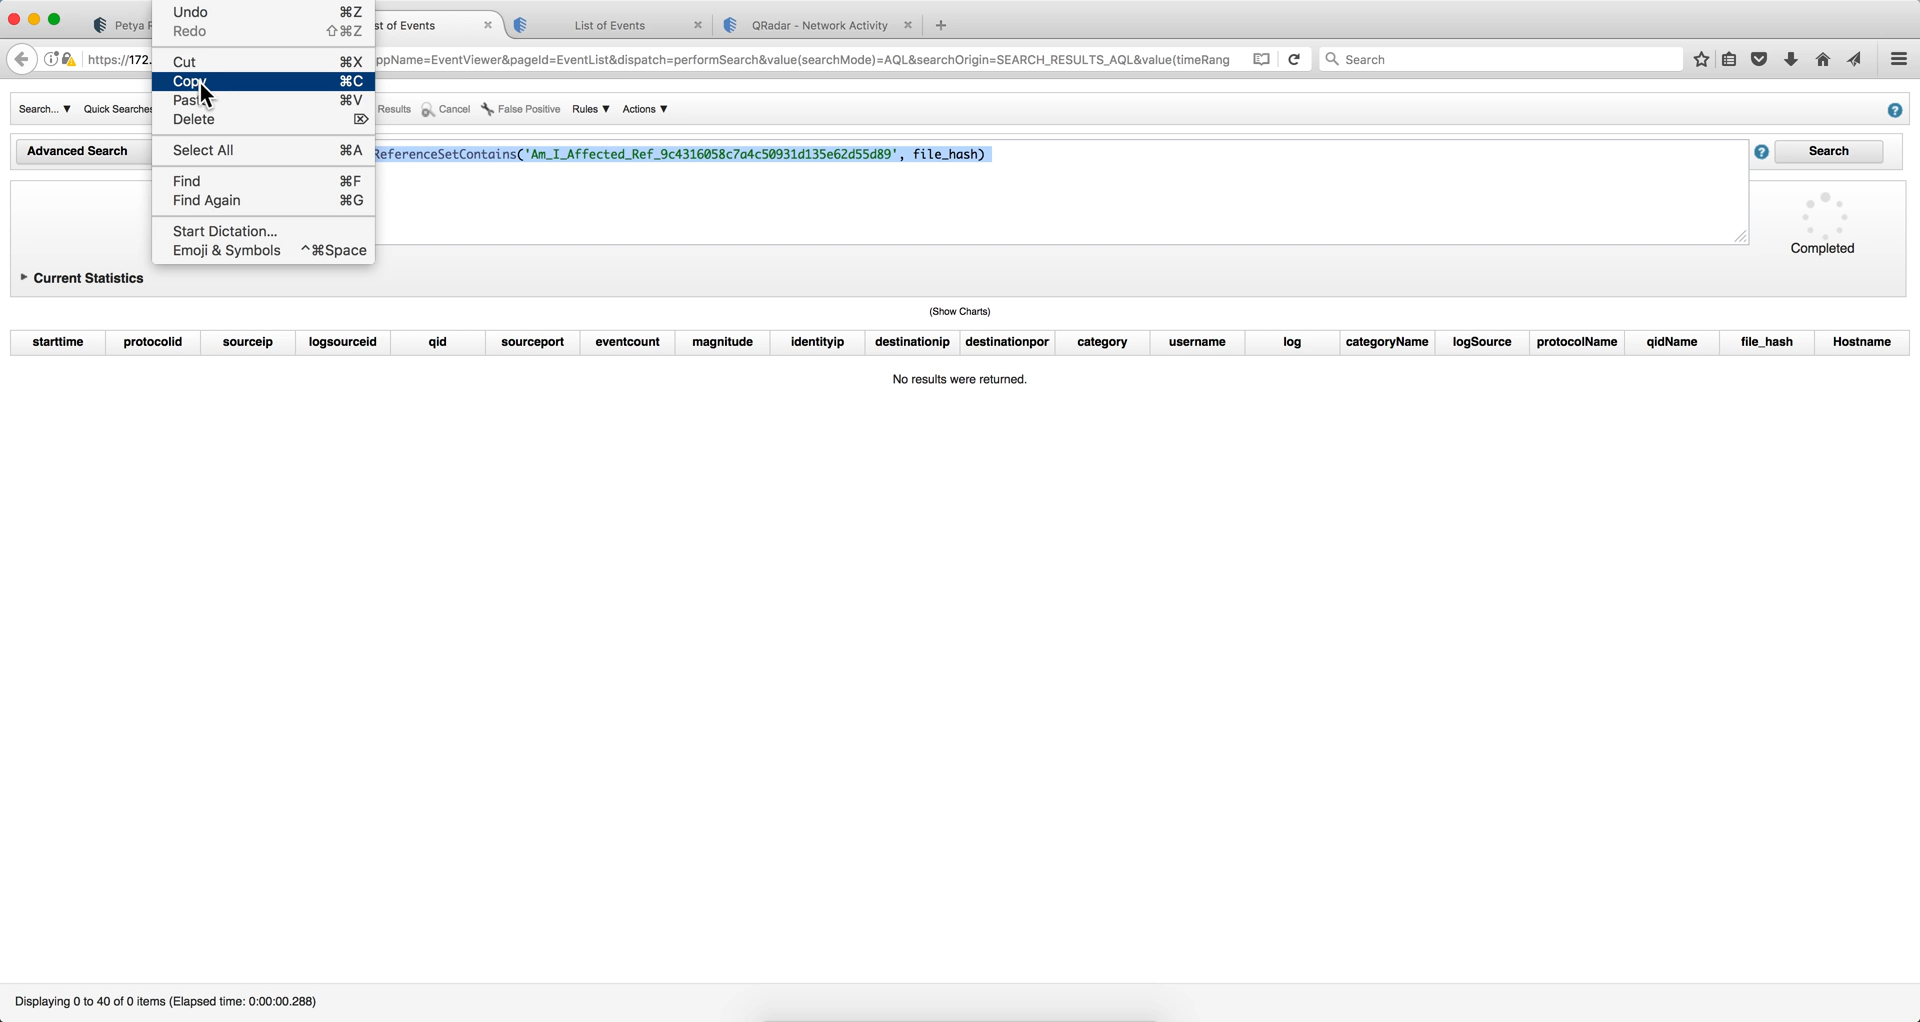 Undo ⌘Z
Petya
st of Events
List of Events
QRadar - Network Activity
Redo ⇧⌘Z
Cut ⌘X
https://172.
ppName=EventViewer&pageId=EventList&dispatch=performSearch&value(searchMode)=AQL&searchOrigin=SEARCH_RESULTS_AQL&value(timeRang
Search
Copy ⌘C
Past ⌘V
Search... ▼ Quick Searches
Results Cancel False Positive Rules ▼ Actions ▼
Delete ⌦
Advanced Search
Select All ⌘A
ReferenceSetContains('Am_I_Affected_Ref_9c4316058c7a4c50931d135e62d55d89', file_hash)
Search
Find ⌘F
Find Again ⌘G
Start Dictation...
Emoji & Symbols ^⌘Space
Completed
Current Statistics
(Show Charts)
starttime protocolid sourceip logsourceid qid sourceport eventcount magnitude identityip destinationip destinationpor category username log categoryName logSource protocolName qidName file_hash Hostname
No results were returned.
Displaying 0 to 40 of 0 items (Elapsed time: 0:00:00.288)